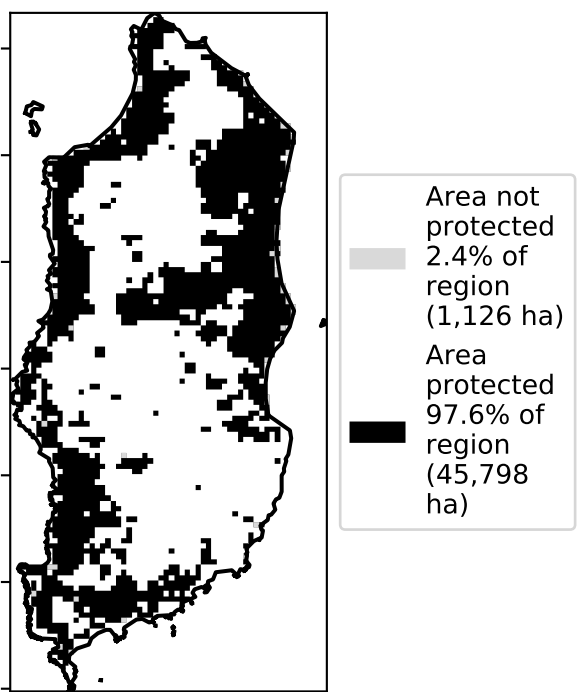 Area not
protected
2.4% of
region
(1,126 ha)
Area
protected
97.6% of
region
(45,798
ha)